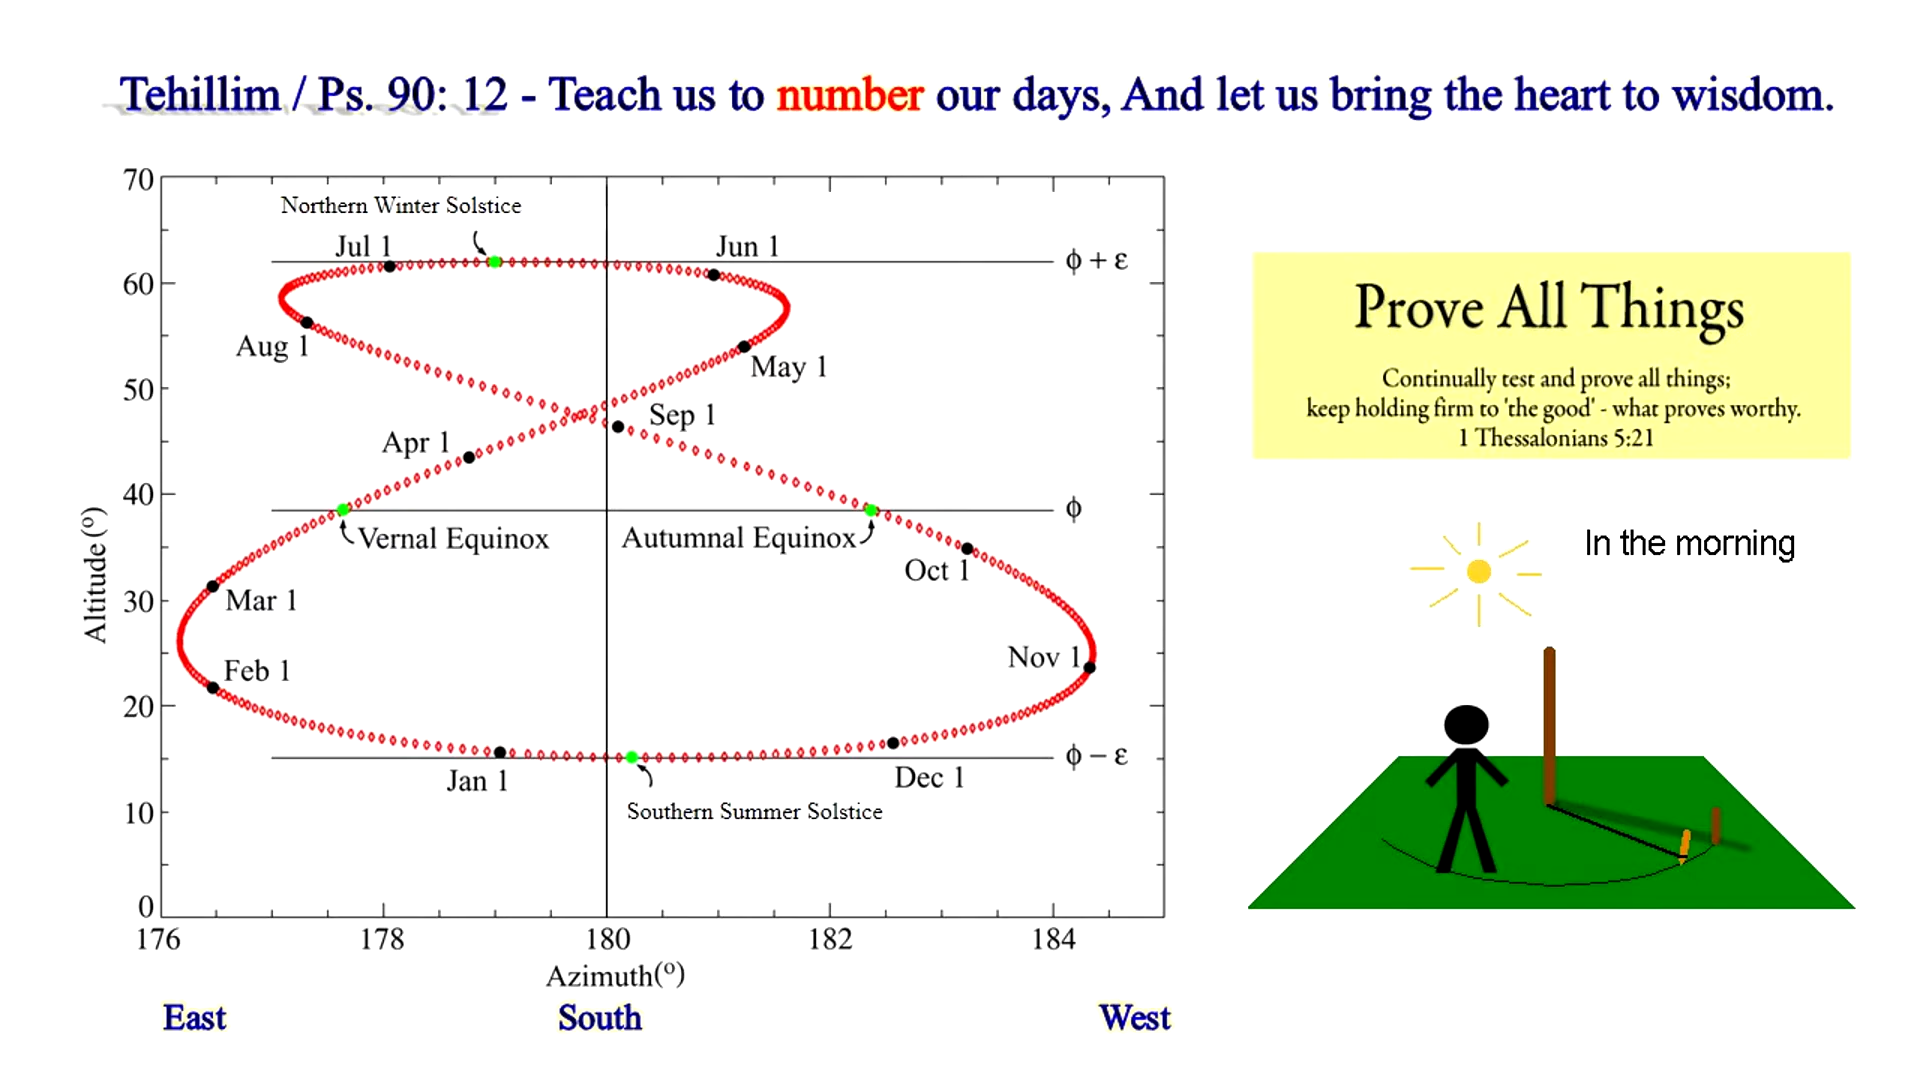 Tehillim / Ps. 90: 12 - Teach us to number our days, And let us bring the heart to wisdom.
70
Northern Winter Solstice
Jul 1
Jun 1
ϕ + ε
60
Aug 1
May 1
50
Sep 1
Apr 1
40
ϕ
Vernal Equinox
Autumnal Equinox
Oct 1
30
Mar 1
Nov 1
Feb 1
20
ϕ − ε
Jan 1
Dec 1
Southern Summer Solstice
10
0
Altitude(º)
176 178 180 182 184
Azimuth(º)
East South West
Prove All Things
Continually test and prove all things;
keep holding firm to 'the good' - what proves worthy.
1 Thessalonians 5:21
In the morning